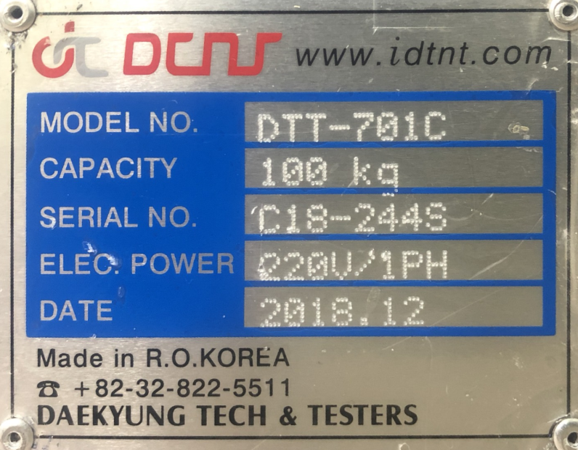 DTNT www.idtnt.com
MODEL NO. DTT-701C
CAPACITY 100 kg
SERIAL NO. C18-244S
ELEC. POWER 220V/1PH
DATE 2018.12
Made in R.O.KOREA
☎ +82-32-822-5511
DAEKYUNG TECH & TESTERS